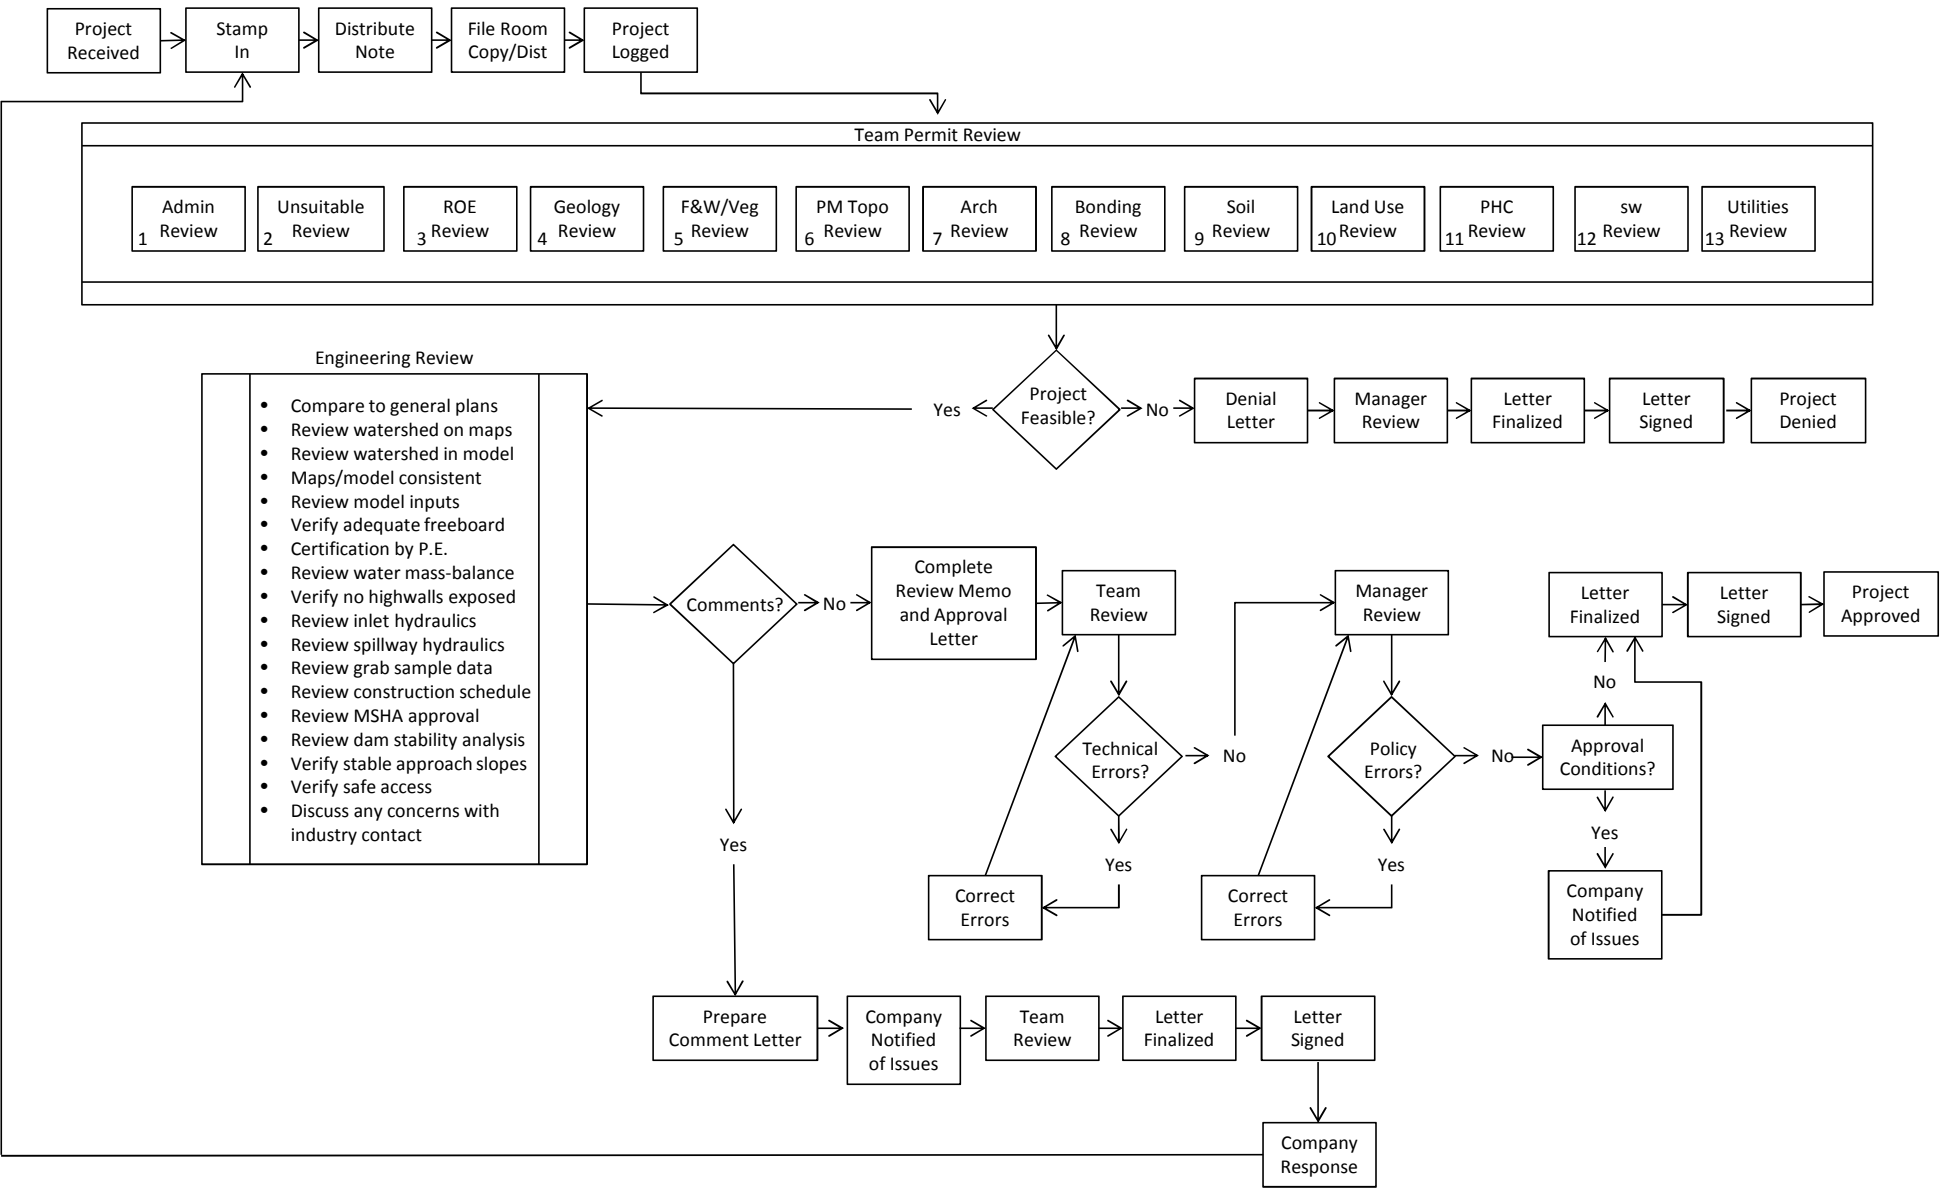 Project
Received
Stamp
In
Distribute
Note
File Room
Copy/Dist
Project
Logged
Team Permit Review
Admin
1 Review
Unsuitable
2 Review
ROE
3 Review
Geology
4 Review
F&W/Veg
5 Review
PM Topo
6 Review
Arch
7 Review
Bonding
8 Review
Soil
9 Review
Land Use
10 Review
PHC
11 Review
sw
12 Review
Utilities
13 Review
Project
Feasible?
Yes
No
Denial
Letter
Manager
Review
Letter
Finalized
Letter
Signed
Project
Denied
Engineering Review
• Compare to general plans
• Review watershed on maps
• Review watershed in model
• Maps/model consistent
• Review model inputs
• Verify adequate freeboard
• Certification by P.E.
• Review water mass-balance
• Verify no highwalls exposed
• Review inlet hydraulics
• Review spillway hydraulics
• Review grab sample data
• Review construction schedule
• Review MSHA approval
• Review dam stability analysis
• Verify stable approach slopes
• Verify safe access
• Discuss any concerns with
industry contact
Comments?
No
Complete
Review Memo
and Approval
Letter
Team
Review
Technical
Errors?
No
Yes
Correct
Errors
Manager
Review
Policy
Errors?
No
Yes
Correct
Errors
Approval
Conditions?
No
Yes
Company
Notified
of Issues
Letter
Finalized
Letter
Signed
Project
Approved
Yes
Prepare
Comment Letter
Company
Notified
of Issues
Team
Review
Letter
Finalized
Letter
Signed
Company
Response